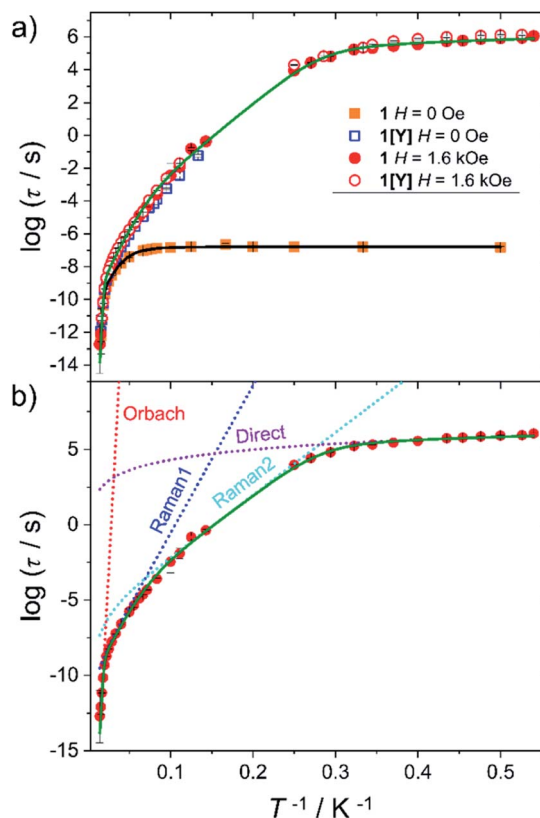 a)
6
4
2
0
-2
-4
-6
-8
-10
-12
-14
log (τ / s)
1 H = 0 Oe
1[Y] H = 0 Oe
1 H = 1.6 kOe
1[Y] H = 1.6 kOe
b)
5
0
-5
-10
-15
log (τ / s)
Orbach
Direct
Raman1
Raman2
0.1 0.2 0.3 0.4 0.5
T⁻¹ / K⁻¹